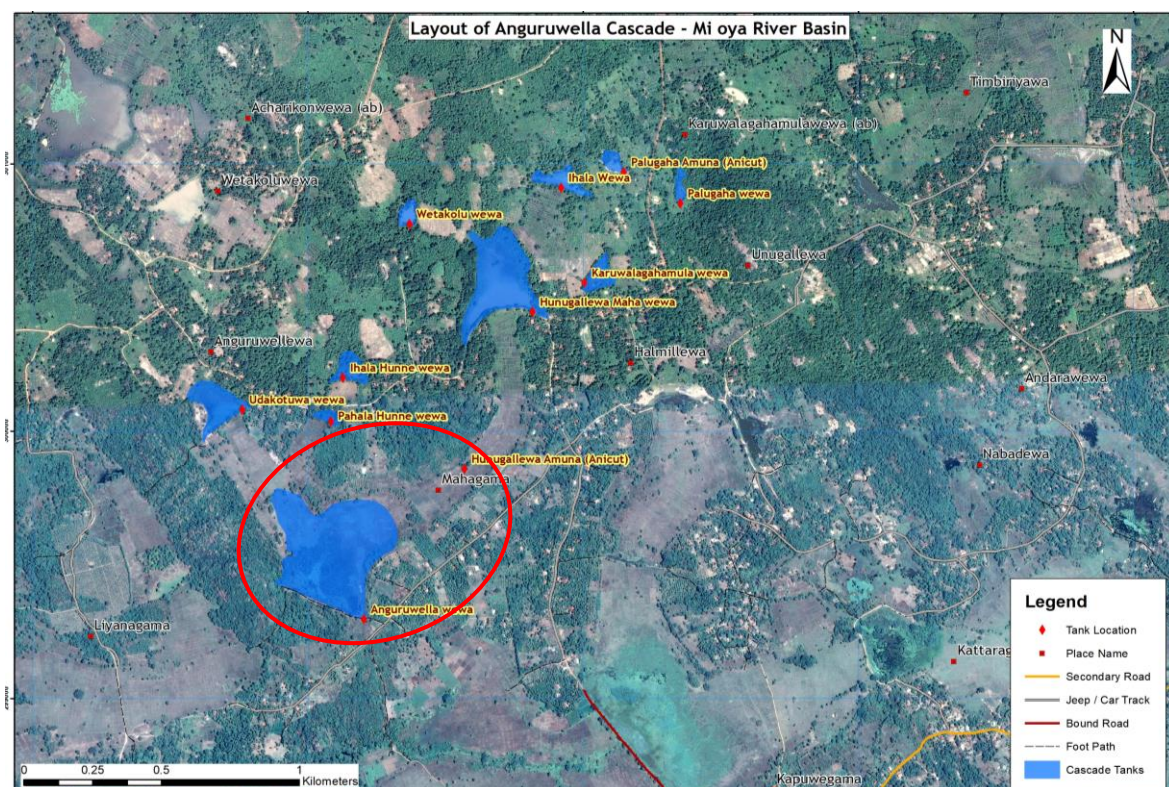 Layout of Anguruwella Cascade - Mi oya River Basin
N
Timbiriyawa
Acharikonwewa (ab)
Karuwalagahamulawewa (ab)
Palugaha Amuna (Anicut)
Ihala Wewa
Wetakoluwewa
Palugaha wewa
Wetakolu wewa
Unugallewa
Karuwalagahamula wewa
Hunugallewa Maha wewa
Anguruwellewa
Halmillewa
Ihala Hunne wewa
Andarawewa
Udakotuwa wewa
Pahala Hunne wewa
Hunugallewa Amuna (Anicut)
Nabadewa
Mahagama
Anguruwella wewa
Liyanagama
Kattarag
Kapuwegama
Legend
Tank Location
Place Name
Secondary Road
Jeep / Car Track
Bound Road
Foot Path
Cascade Tanks
0 0.25 0.5 1
Kilometers